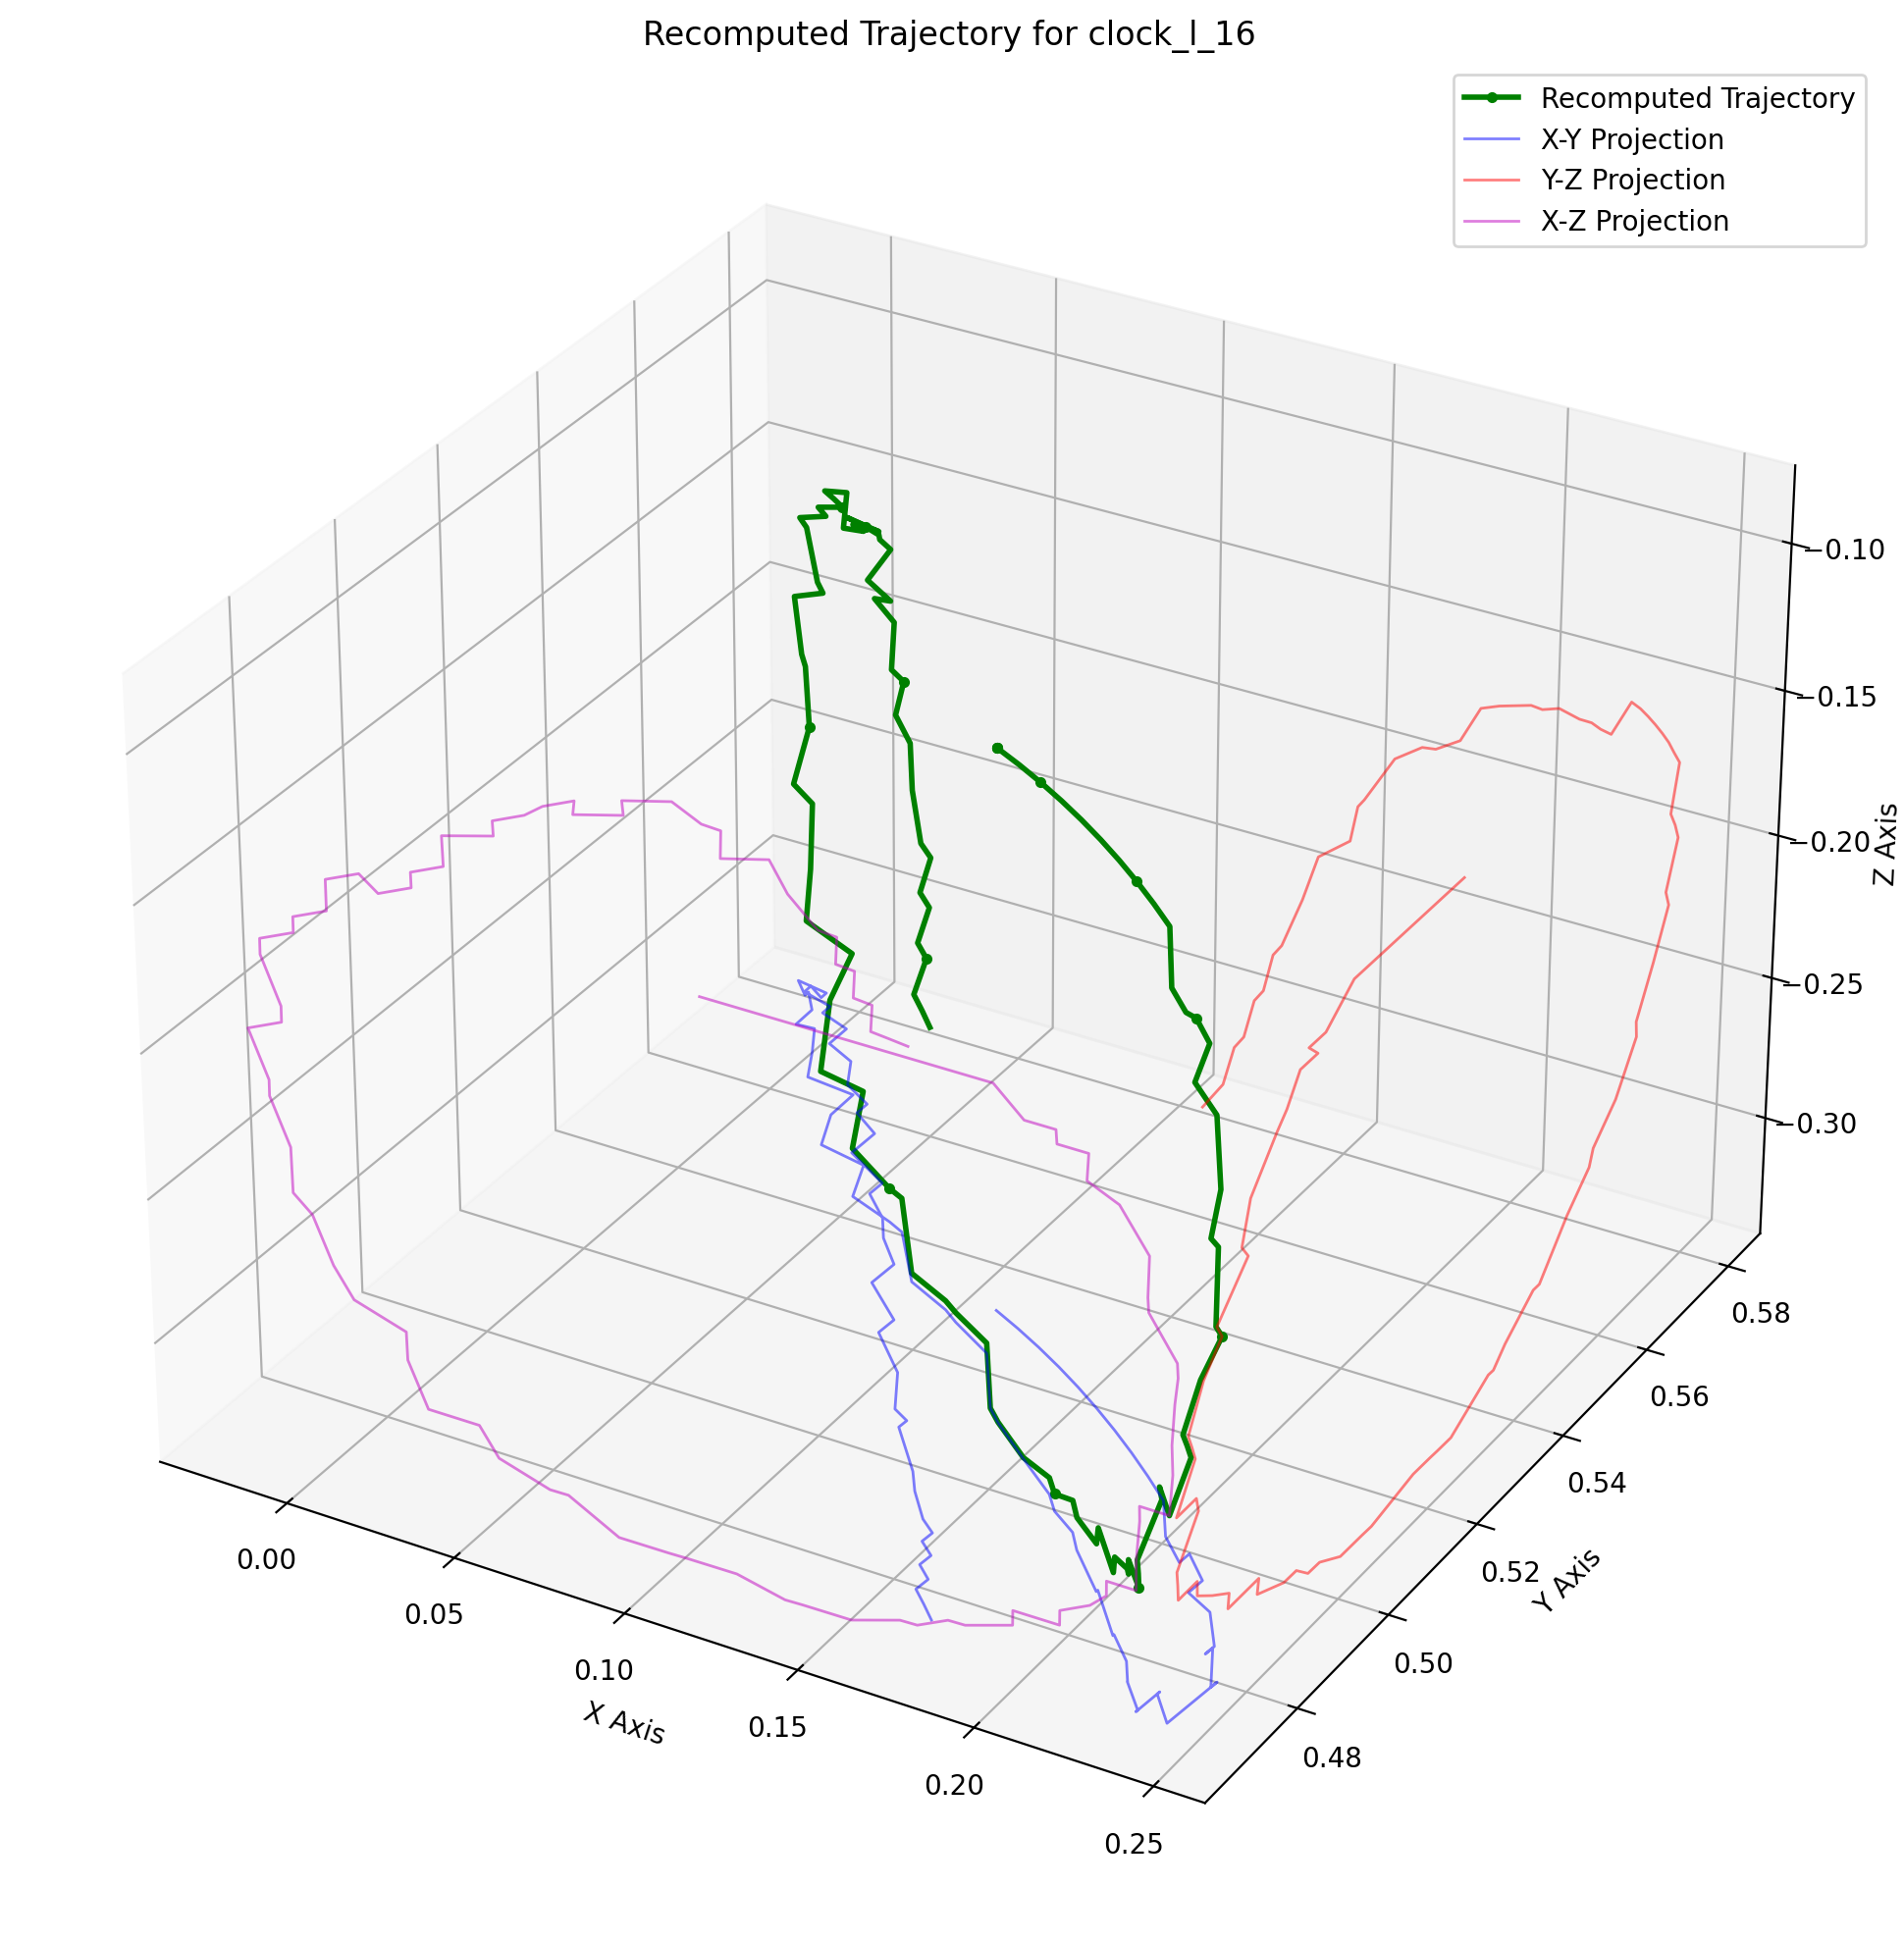 Recomputed Trajectory for clock_l_16
Recomputed Trajectory
X-Y Projection
Y-Z Projection
X-Z Projection
−0.10
−0.15
−0.20
−0.25
−0.30
Z Axis
0.58
0.56
0.54
0.52
0.50
0.48
Y Axis
0.00
0.05
0.10
0.15
0.20
0.25
X Axis